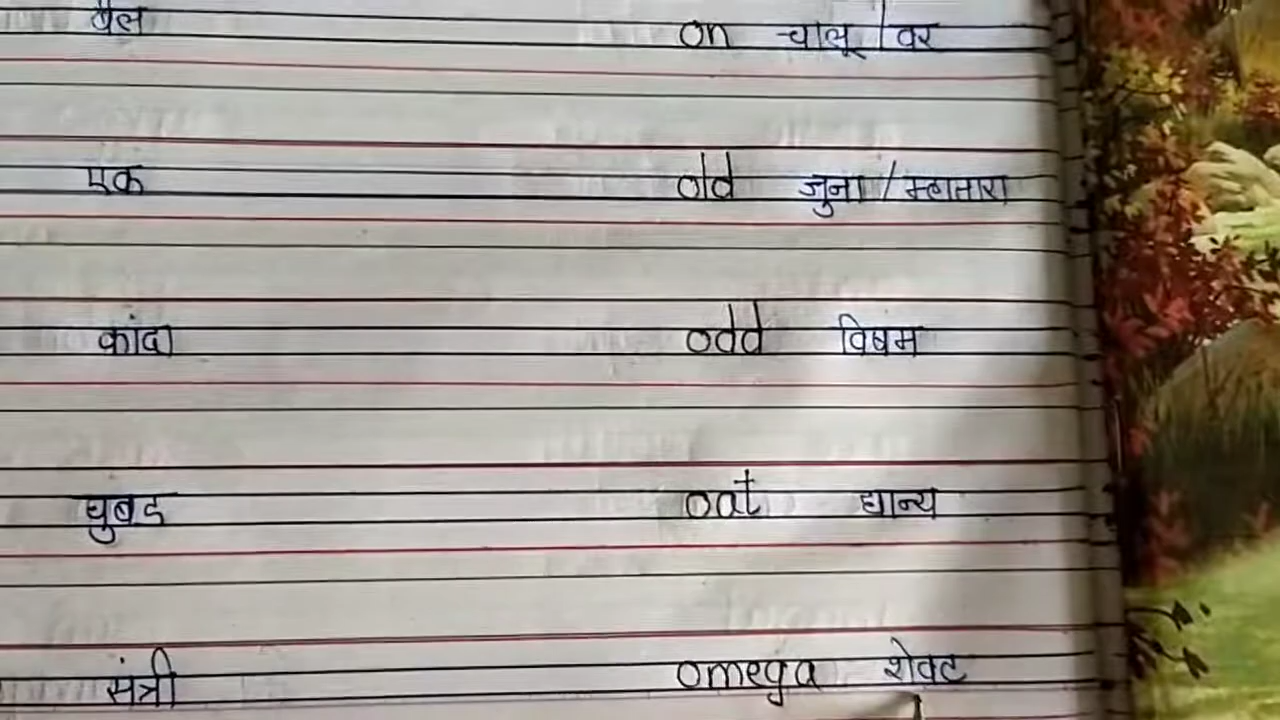 बैल on चालू / वर
एक old जुना / म्हातारा
कांदा odd विषम
घुबड oat धान्य
संत्री omega शेवट